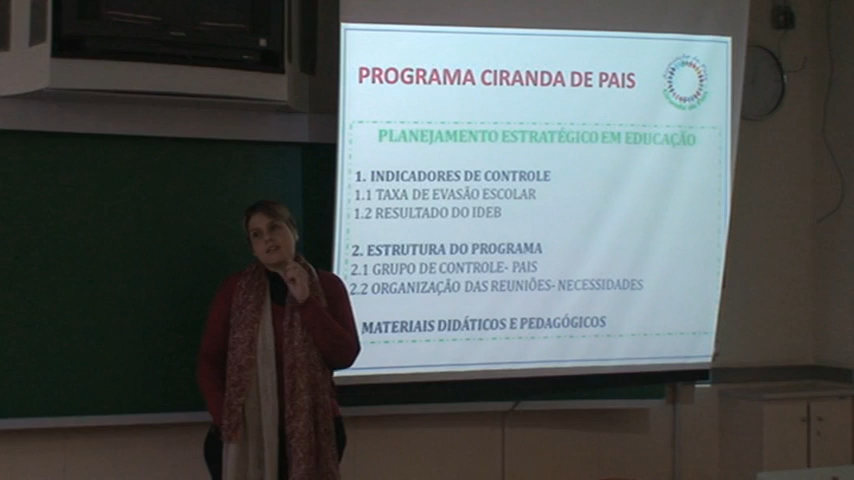 PROGRAMA CIRANDA DE PAIS
PLANEJAMENTO ESTRATÉGICO EM EDUCAÇÃO
1. INDICADORES DE CONTROLE
1.1 TAXA DE EVASÃO ESCOLAR
1.2 RESULTADO DO IDEB
2. ESTRUTURA DO PROGRAMA
2.1 GRUPO DE CONTROLE- PAIS
2.2 ORGANIZAÇÃO DAS REUNIÕES- NECESSIDADES
MATERIAIS DIDÁTICOS E PEDAGÓGICOS